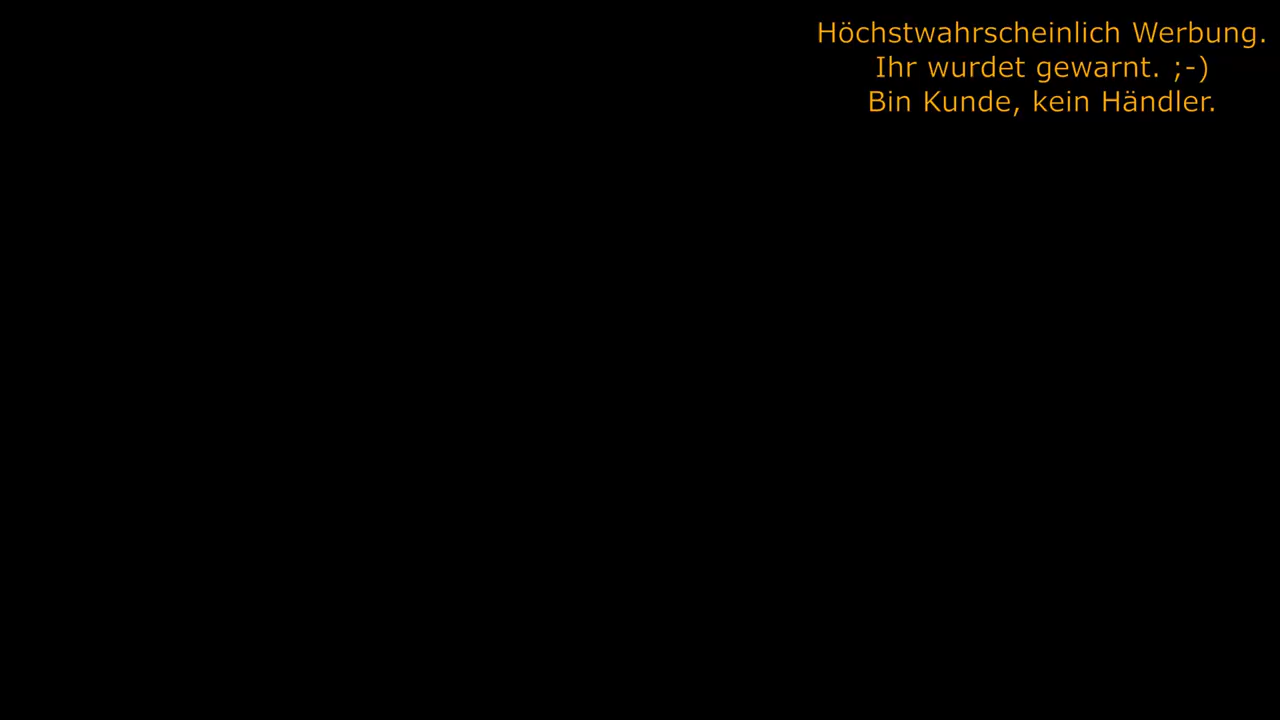 Höchstwahrscheinlich Werbung.
Ihr wurdet gewarnt. ;-)
Bin Kunde, kein Händler.